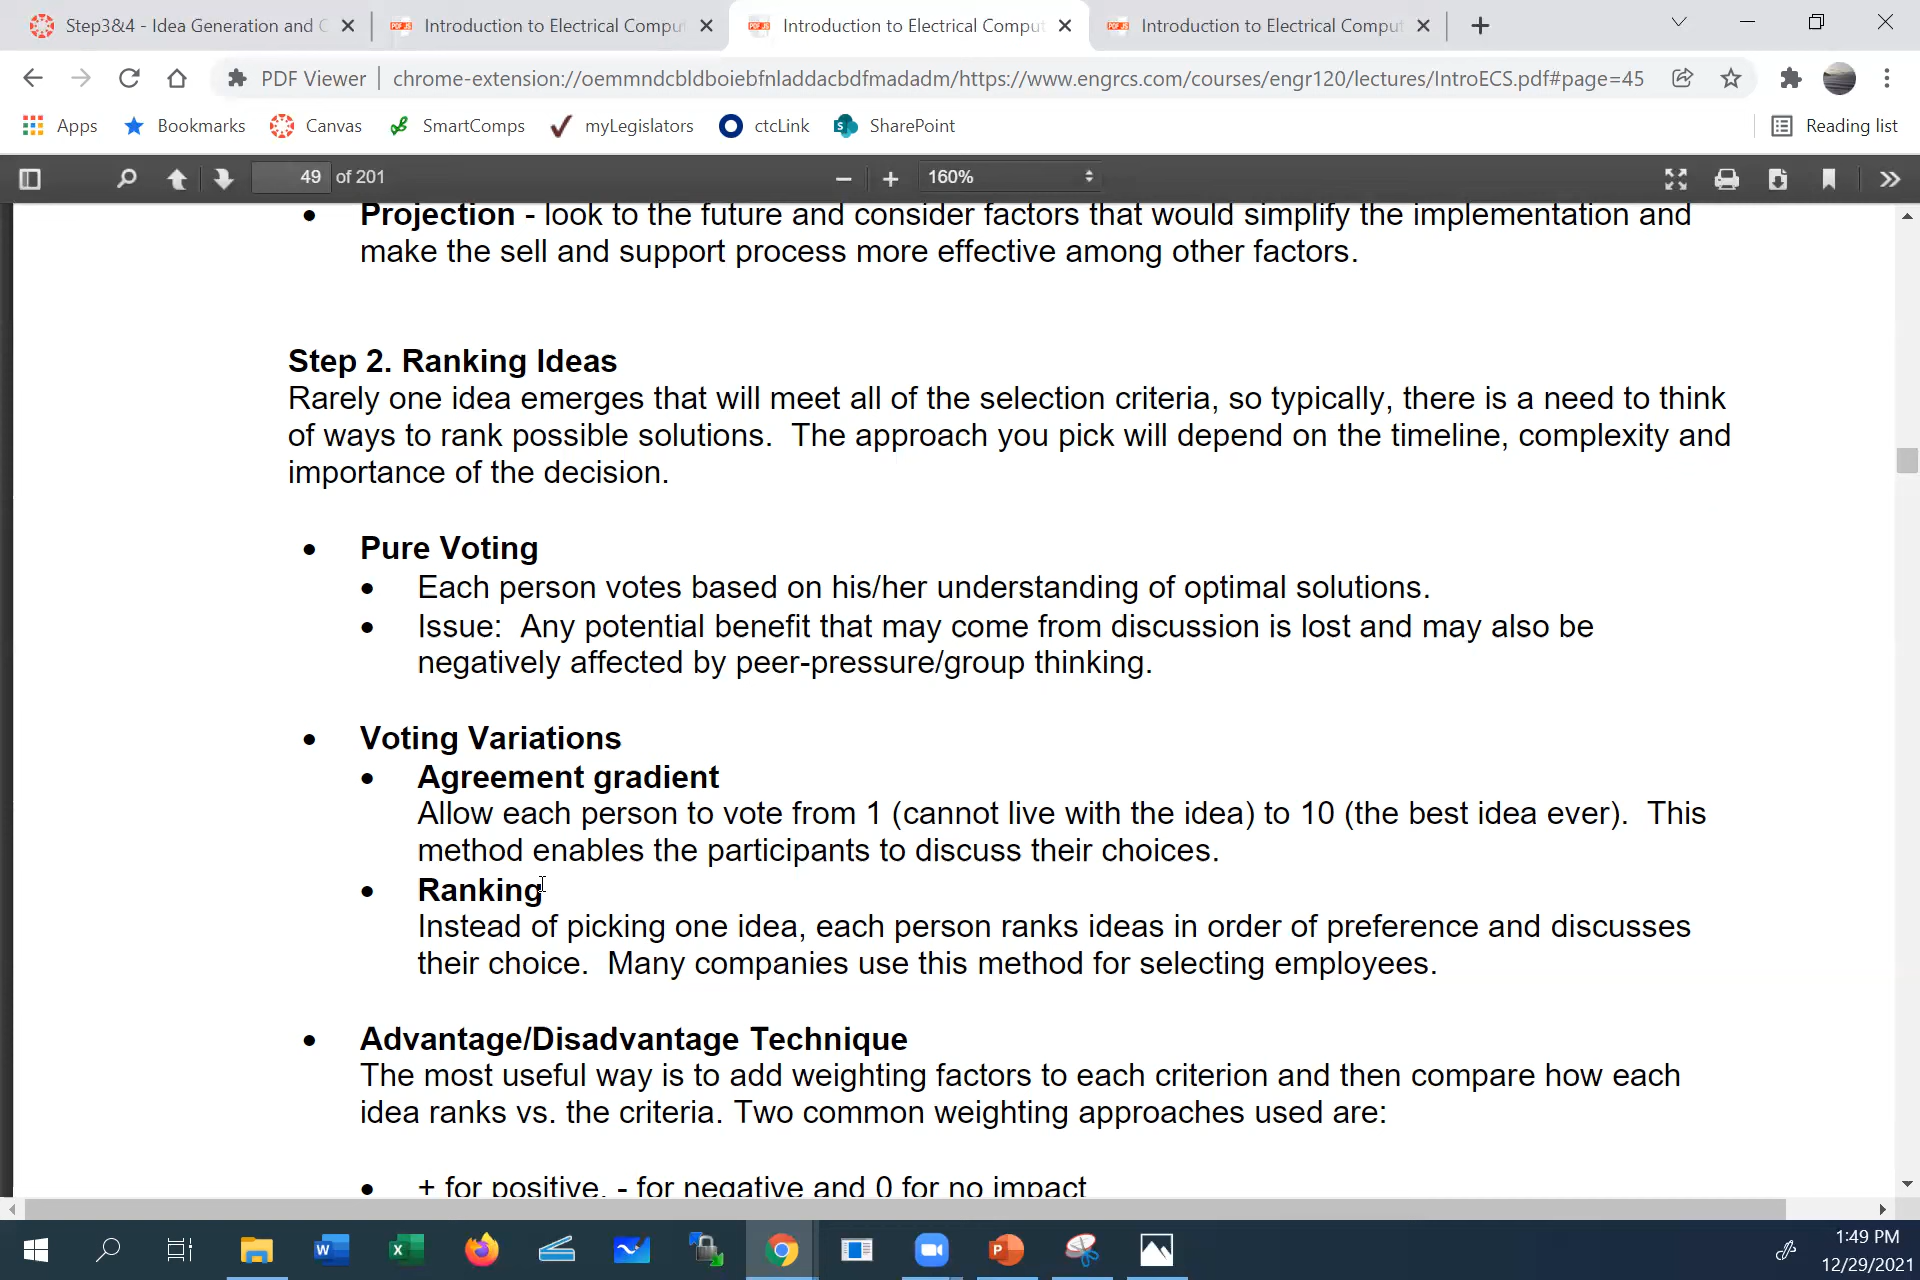 Step3&4 - Idea Generation and C
Introduction to Electrical Comput
Introduction to Electrical Comput
Introduction to Electrical Comput
PDF Viewer
chrome-extension://oemmndcbldboiebfnladdacbdfmadadm/https://www.engrcs.com/courses/engr120/lectures/IntroECS.pdf#page=45
Apps Bookmarks Canvas SmartComps myLegislators ctcLink SharePoint Reading list
49 of 201 160%
• Projection - look to the future and consider factors that would simplify the implementation and
make the sell and support process more effective among other factors.
Step 2. Ranking Ideas
Rarely one idea emerges that will meet all of the selection criteria, so typically, there is a need to think
of ways to rank possible solutions. The approach you pick will depend on the timeline, complexity and
importance of the decision.
• Pure Voting
• Each person votes based on his/her understanding of optimal solutions.
• Issue: Any potential benefit that may come from discussion is lost and may also be
negatively affected by peer-pressure/group thinking.
• Voting Variations
• Agreement gradient
Allow each person to vote from 1 (cannot live with the idea) to 10 (the best idea ever). This
method enables the participants to discuss their choices.
• Ranking
Instead of picking one idea, each person ranks ideas in order of preference and discusses
their choice. Many companies use this method for selecting employees.
• Advantage/Disadvantage Technique
The most useful way is to add weighting factors to each criterion and then compare how each
idea ranks vs. the criteria. Two common weighting approaches used are:
• + for positive, - for negative and 0 for no impact
1:49 PM
12/29/2021